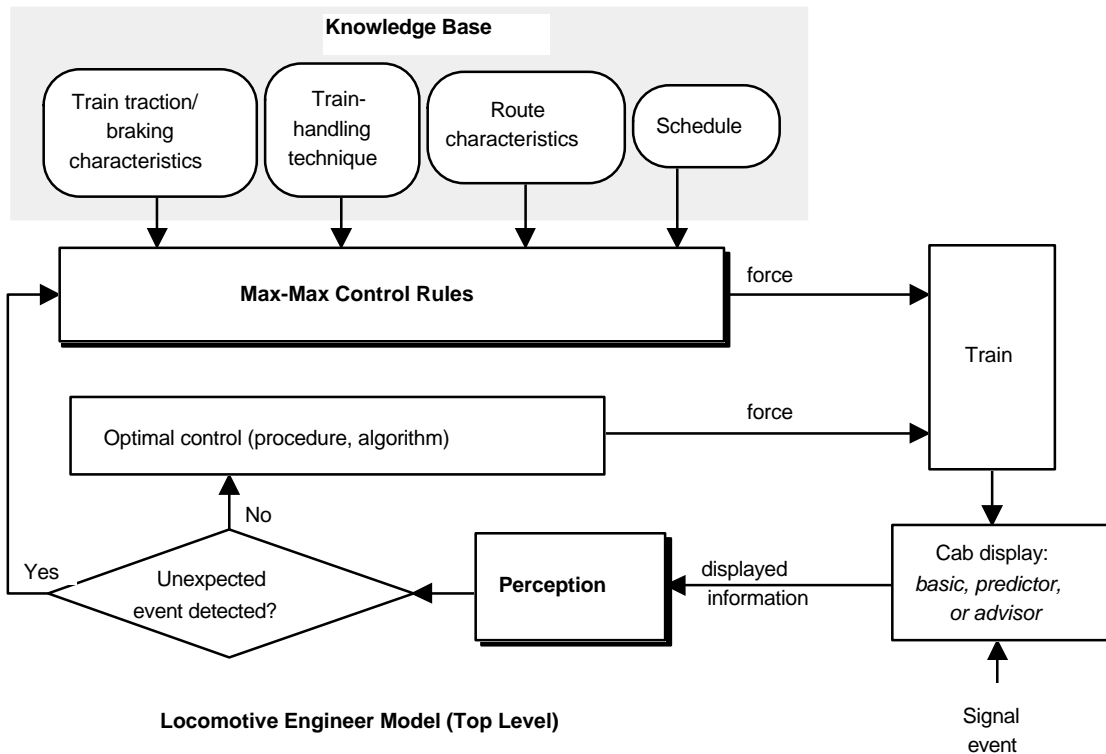 Knowledge Base
Train traction/
braking
characteristics
Train-
handling
technique
Route
characteristics
Schedule
Max-Max Control Rules
force
Train
Optimal control (procedure, algorithm)
force
No
Yes
Unexpected
event detected?
Perception
displayed
information
Cab display:
basic, predictor,
or advisor
Locomotive Engineer Model (Top Level)
Signal
event